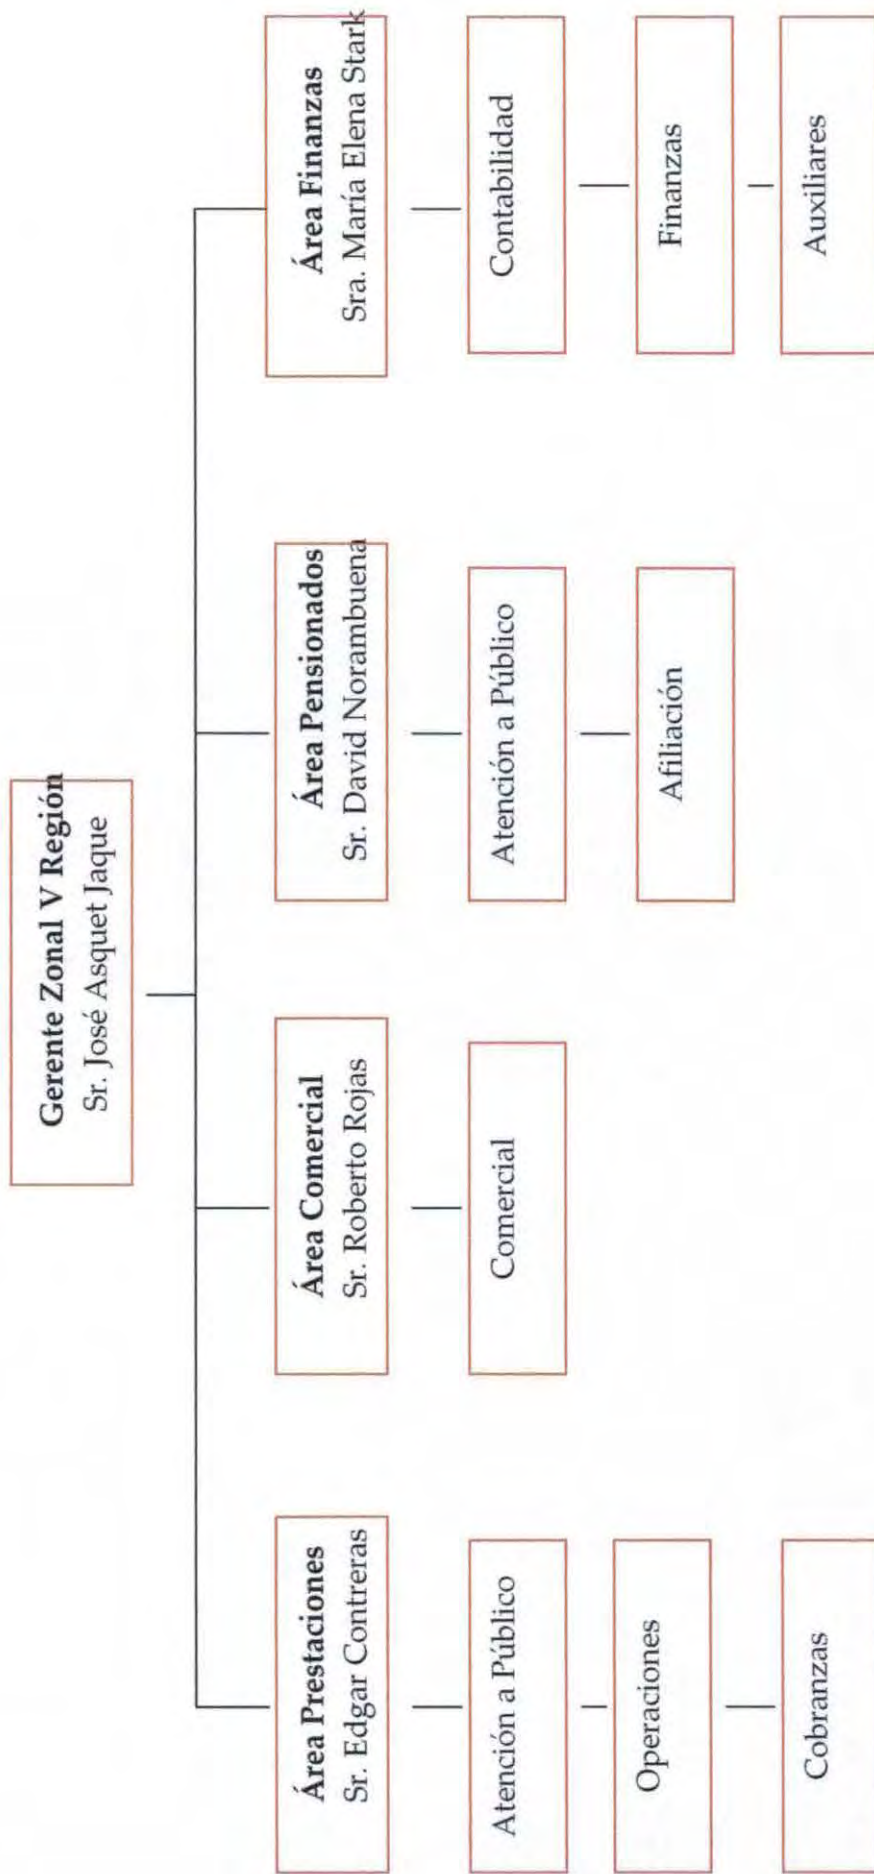 Gerente Zonal V Región
Sr. José Asquet Jaque
Área Prestaciones
Sr. Edgar Contreras
Atención a Público
Operaciones
Cobranzas
Área Comercial
Sr. Roberto Rojas
Comercial
Área Pensionados
Sr. David Norambuena
Atención a Público
Afiliación
Área Finanzas
Sra. María Elena Stark
Contabilidad
Finanzas
Auxiliares